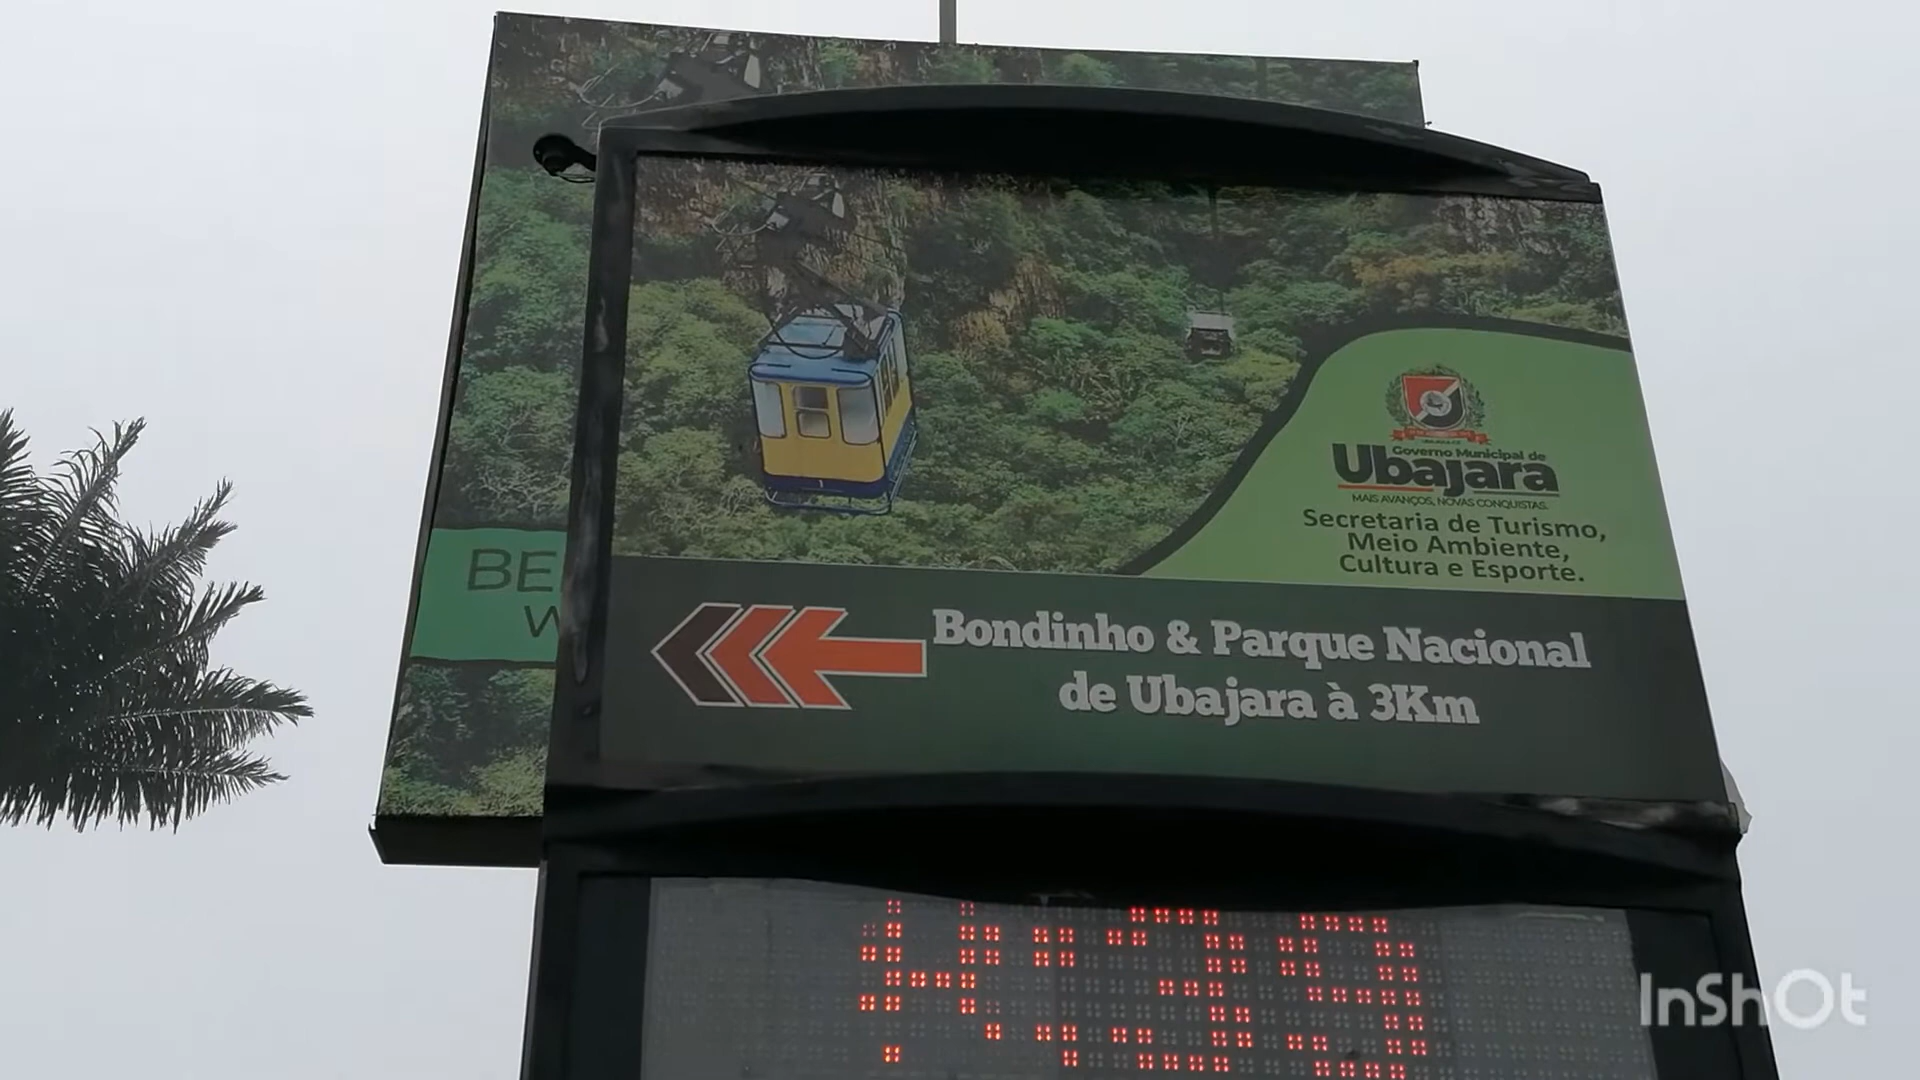 BE
W
Governo Municipal de
Ubajara
MAIS AVANÇOS, NOVAS CONQUISTAS.
Secretaria de Turismo,
Meio Ambiente,
Cultura e Esporte.
Bondinho & Parque Nacional
de Ubajara à 3Km
InShOt